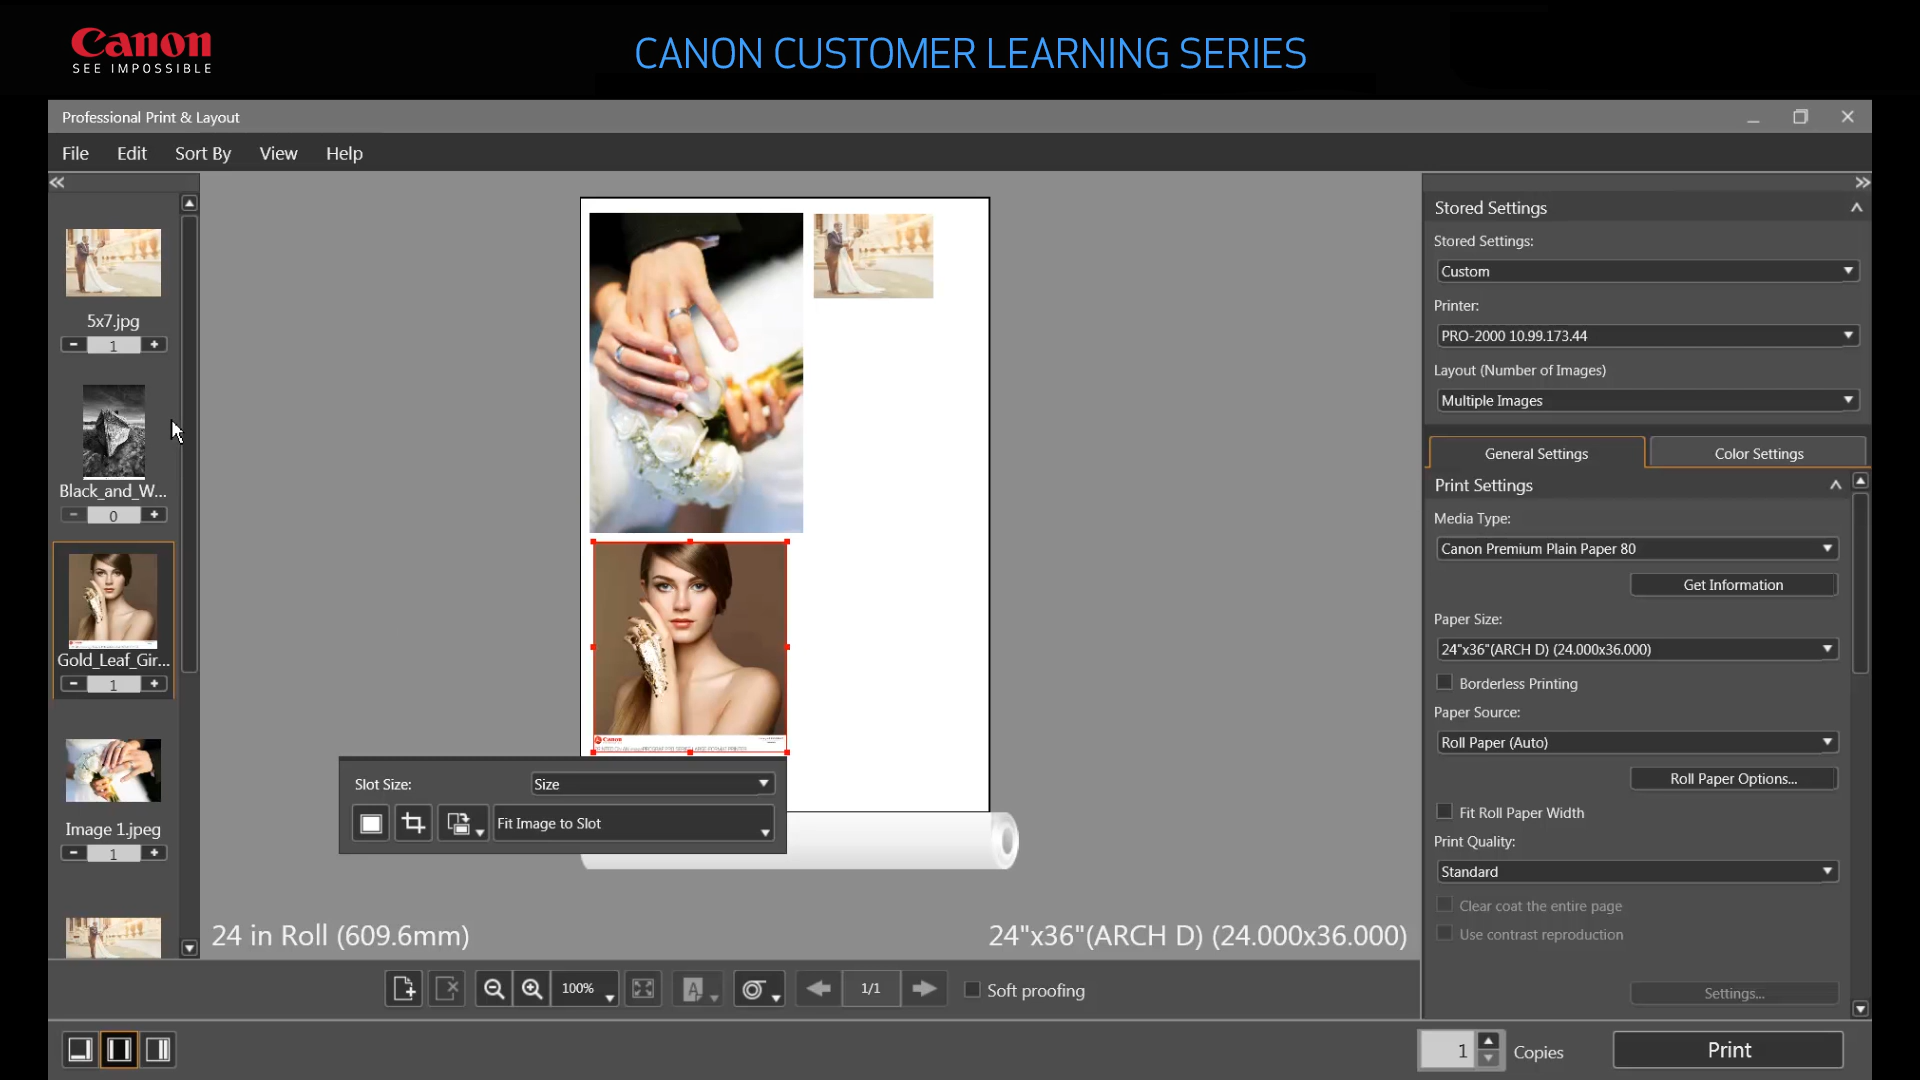 Canon
SEE IMPOSSIBLE
CANON CUSTOMER LEARNING SERIES
Professional Print & Layout
File Edit Sort By View Help
5x7.jpg
- 1 +
Black_and_W...
- 0 +
Gold_Leaf_Gir...
- 1 +
Image 1.jpeg
- 1 +
Canon
Slot Size: Size
Fit Image to Slot
24 in Roll (609.6mm)
24"x36"(ARCH D) (24.000x36.000)
100%
A
1/1
Soft proofing
Stored Settings
Stored Settings:
Custom
Printer:
PRO-2000 10.99.173.44
Layout (Number of Images)
Multiple Images
General Settings Color Settings
Print Settings
Media Type:
Canon Premium Plain Paper 80
Get Information
Paper Size:
24"x36"(ARCH D) (24.000x36.000)
Borderless Printing
Paper Source:
Roll Paper (Auto)
Roll Paper Options...
Fit Roll Paper Width
Print Quality:
Standard
Clear coat the entire page
Use contrast reproduction
Settings...
1 Copies
Print